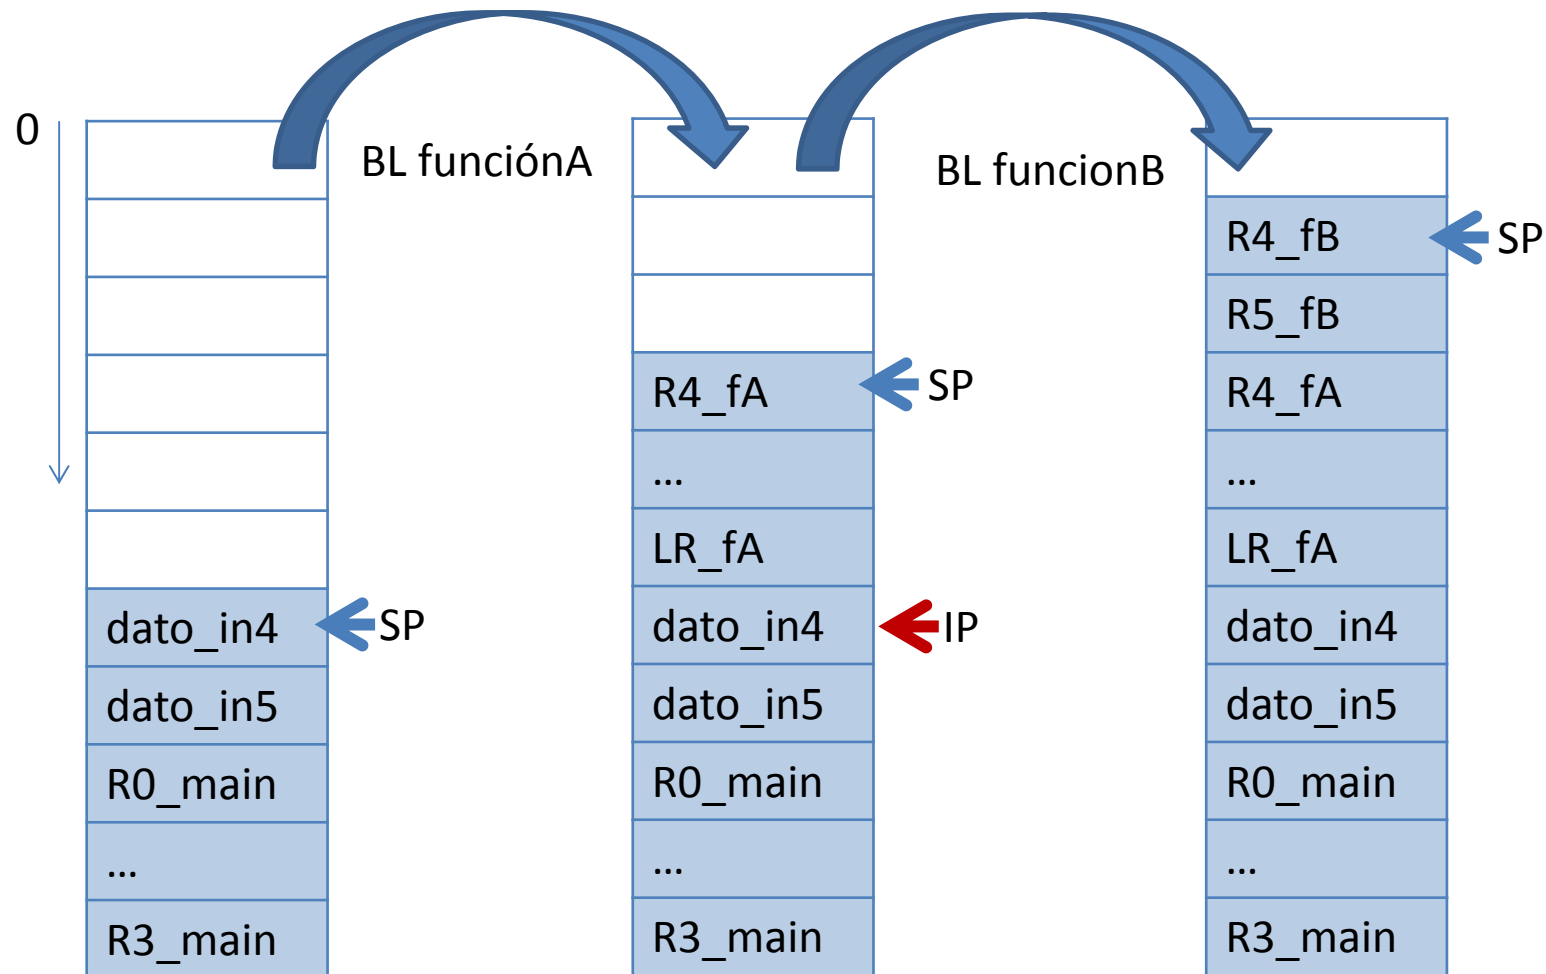 0
BL funciónA
BL funcionB
dato_in4
SP
dato_in5
R0_main
...
R3_main
R4_fA
SP
...
LR_fA
dato_in4
IP
dato_in5
R0_main
...
R3_main
R4_fB
SP
R5_fB
R4_fA
...
LR_fA
dato_in4
dato_in5
R0_main
...
R3_main